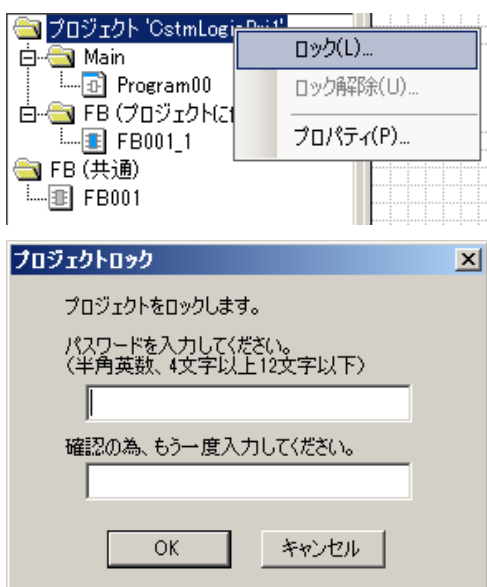 プロジェクト 'CstmLogicPrj1'
Main
Program00
FB (プロジェクトに
FB001_1
FB (共通)
FB001
ロック(L)...
ロック解除(U)...
プロパティ(P)...
プロジェクトロック
プロジェクトをロックします。
パスワードを入力してください。
(半角英数、4文字以上12文字以下)
確認の為、もう一度入力してください。
OK
キャンセル